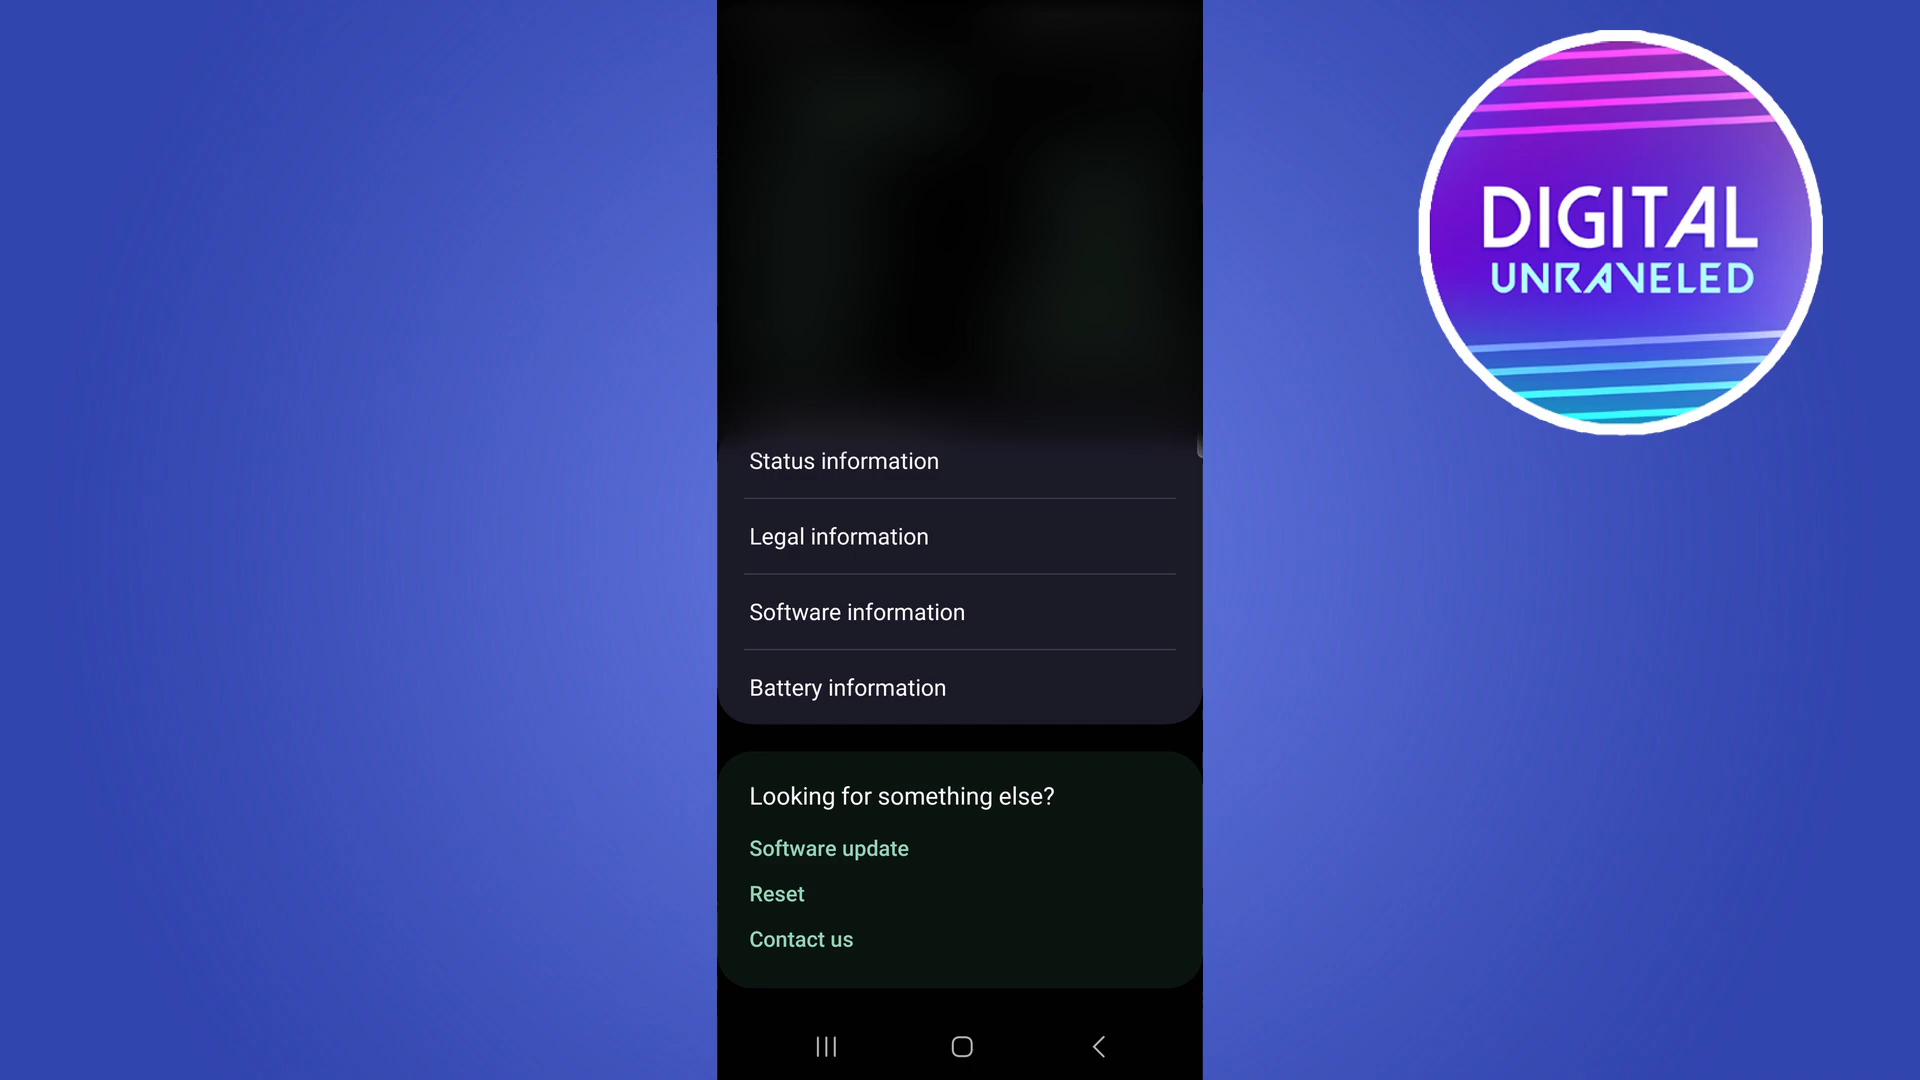 DIGITAL
UNRAVELED
Status information
Legal information
Software information
Battery information
Looking for something else?
Software update
Reset
Contact us